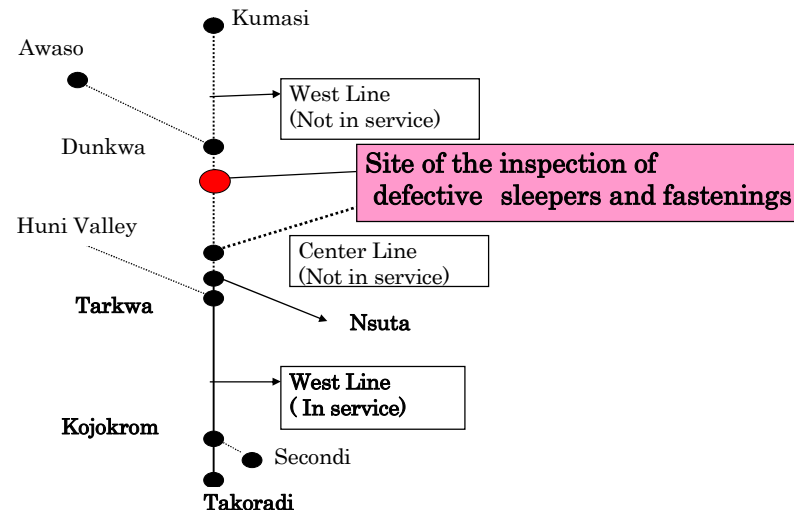 Kumasi
Awaso
West Line
(Not in service)
Dunkwa
Site of the inspection of
defective sleepers and fastenings
Huni Valley
Center Line
(Not in service)
Tarkwa
Nsuta
West Line
( In service)
Kojokrom
Secondi
Takoradi